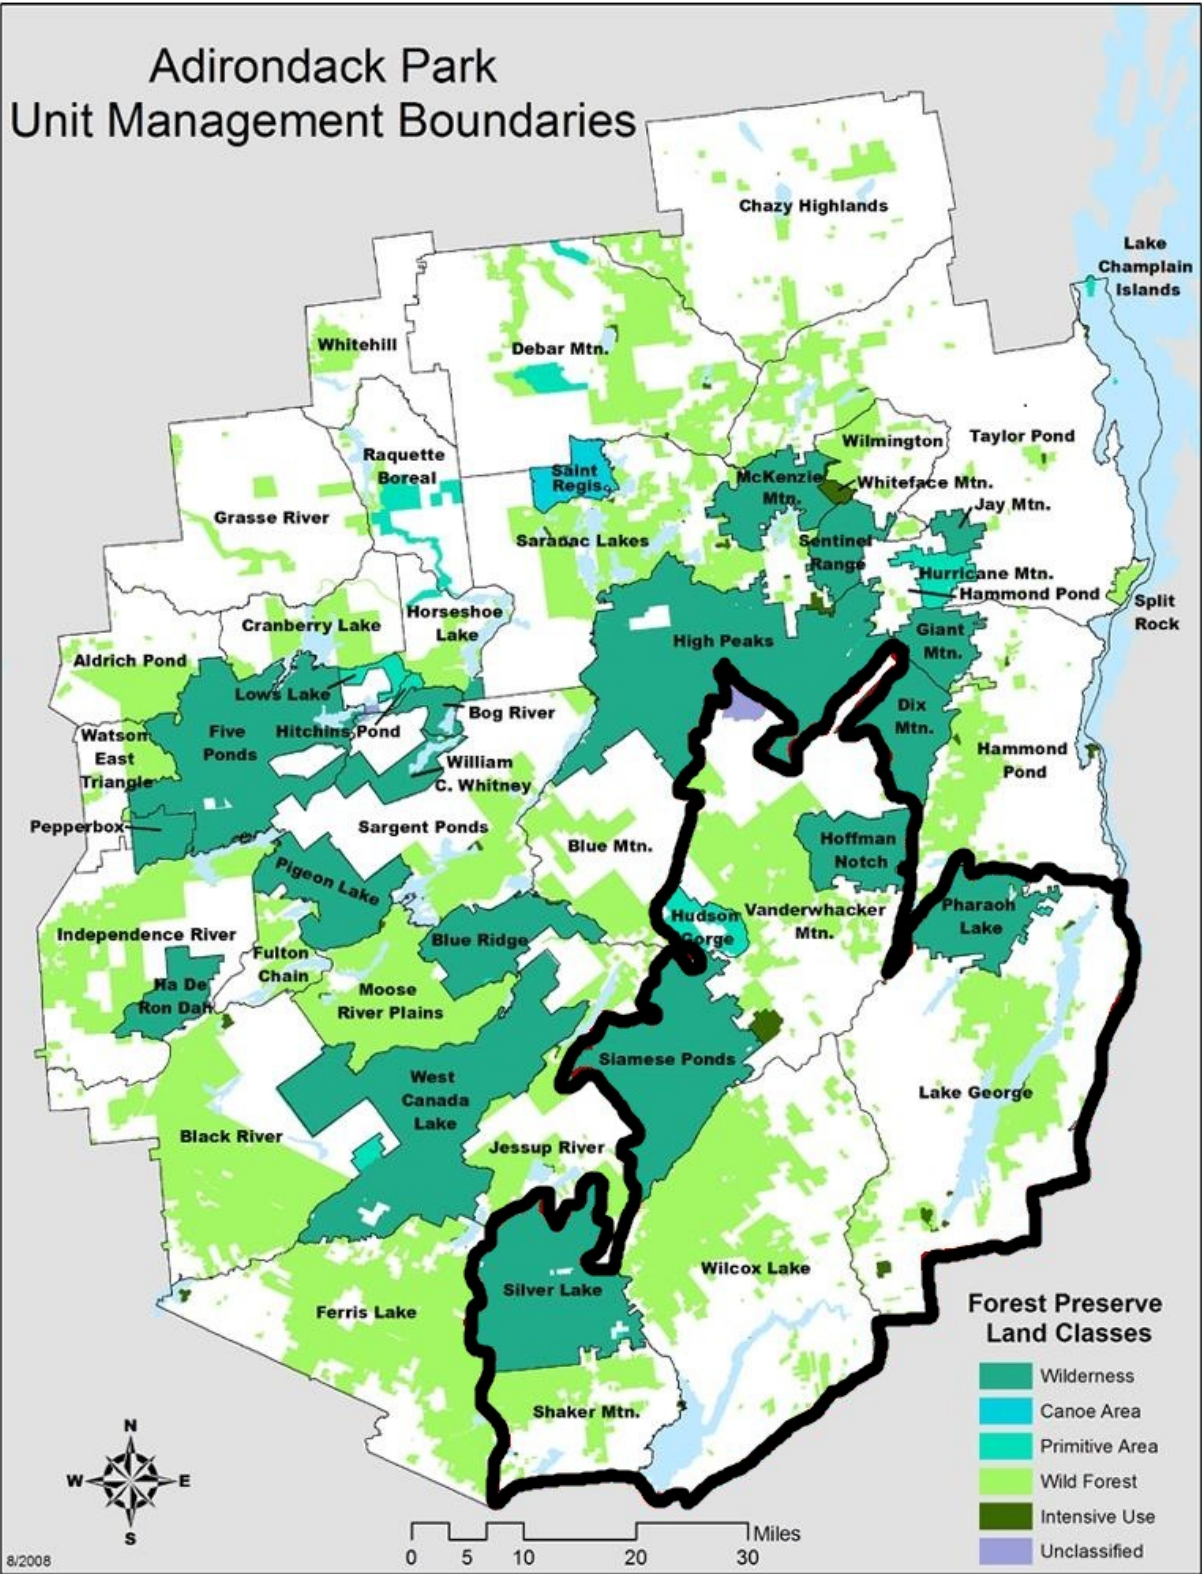 Adirondack Park
Unit Management Boundaries
Chazy Highlands
Lake
Champlain
Islands
Whitehill
Debar Mtn.
Wilmington
Taylor Pond
Raquette
Boreal
Saint
Regis
McKenzie
Mtn.
Whiteface Mtn.
Jay Mtn.
Grasse River
Saranac Lakes
Sentinel
Range
Hurricane Mtn.
Hammond Pond
Split
Rock
Horseshoe
Lake
Cranberry Lake
High Peaks
Giant
Mtn.
Aldrich Pond
Lows Lake
Bog River
Dix
Mtn.
Watson
East
Triangle
Five
Ponds
Hitchins Pond
Hammond
Pond
William
C. Whitney
Pepperbox
Sargent Ponds
Blue Mtn.
Hoffman
Notch
Pigeon Lake
Hudson
Gorge
Vanderwhacker
Mtn.
Pharaoh
Lake
Independence River
Fulton
Chain
Blue Ridge
Ha De
Ron Dah
Moose
River Plains
Siamese Ponds
West
Canada
Lake
Lake George
Black River
Jessup River
Silver Lake
Wilcox Lake
Ferris Lake
Shaker Mtn.
Forest Preserve
Land Classes
Wilderness
Canoe Area
Primitive Area
Wild Forest
Intensive Use
Unclassified
N
W E
S
Miles
0 5 10 20 30
8/2008